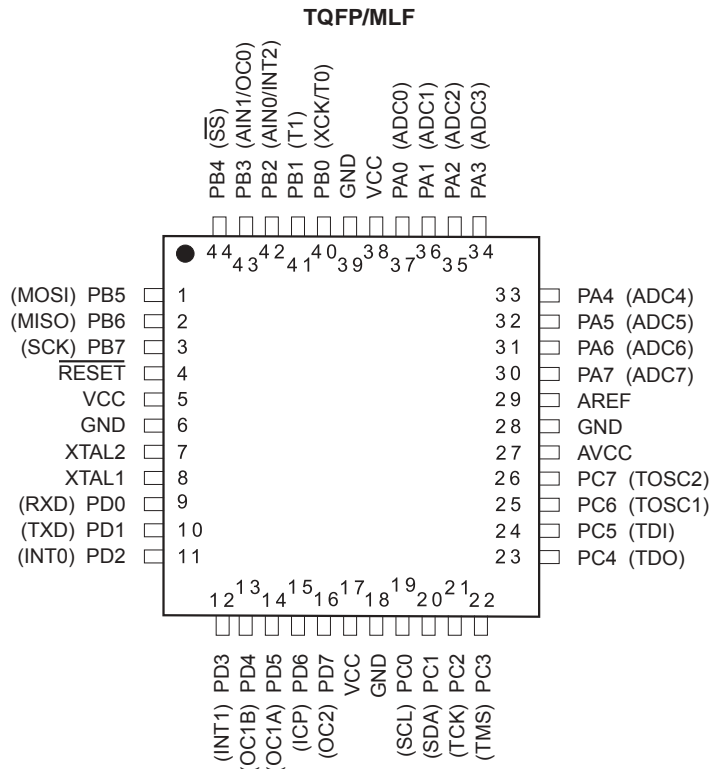 TQFP/MLF
PB4 (SS)
PB3 (AIN1/OC0)
PB2 (AIN0/INT2)
PB1 (T1)
PB0 (XCK/T0)
GND
VCC
PA0 (ADC0)
PA1 (ADC1)
PA2 (ADC2)
PA3 (ADC3)
44 43 42 41 40 39 38 37 36 35 34
(MOSI) PB5 1
(MISO) PB6 2
(SCK) PB7 3
RESET 4
VCC 5
GND 6
XTAL2 7
XTAL1 8
(RXD) PD0 9
(TXD) PD1 10
(INT0) PD2 11
33 PA4 (ADC4)
32 PA5 (ADC5)
31 PA6 (ADC6)
30 PA7 (ADC7)
29 AREF
28 GND
27 AVCC
26 PC7 (TOSC2)
25 PC6 (TOSC1)
24 PC5 (TDI)
23 PC4 (TDO)
12 13 14 15 16 17 18 19 20 21 22
(INT1) PD3
(OC1B) PD4
(OC1A) PD5
(ICP) PD6
(OC2) PD7
VCC
GND
(SCL) PC0
(SDA) PC1
(TCK) PC2
(TMS) PC3